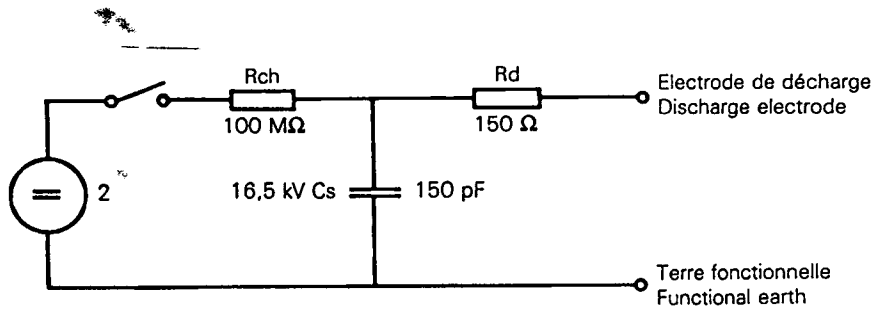 Rch
Rd
Electrode de décharge
Discharge electrode
100 MΩ
150 Ω
2
16,5 kV Cs
150 pF
Terre fonctionnelle
Functional earth